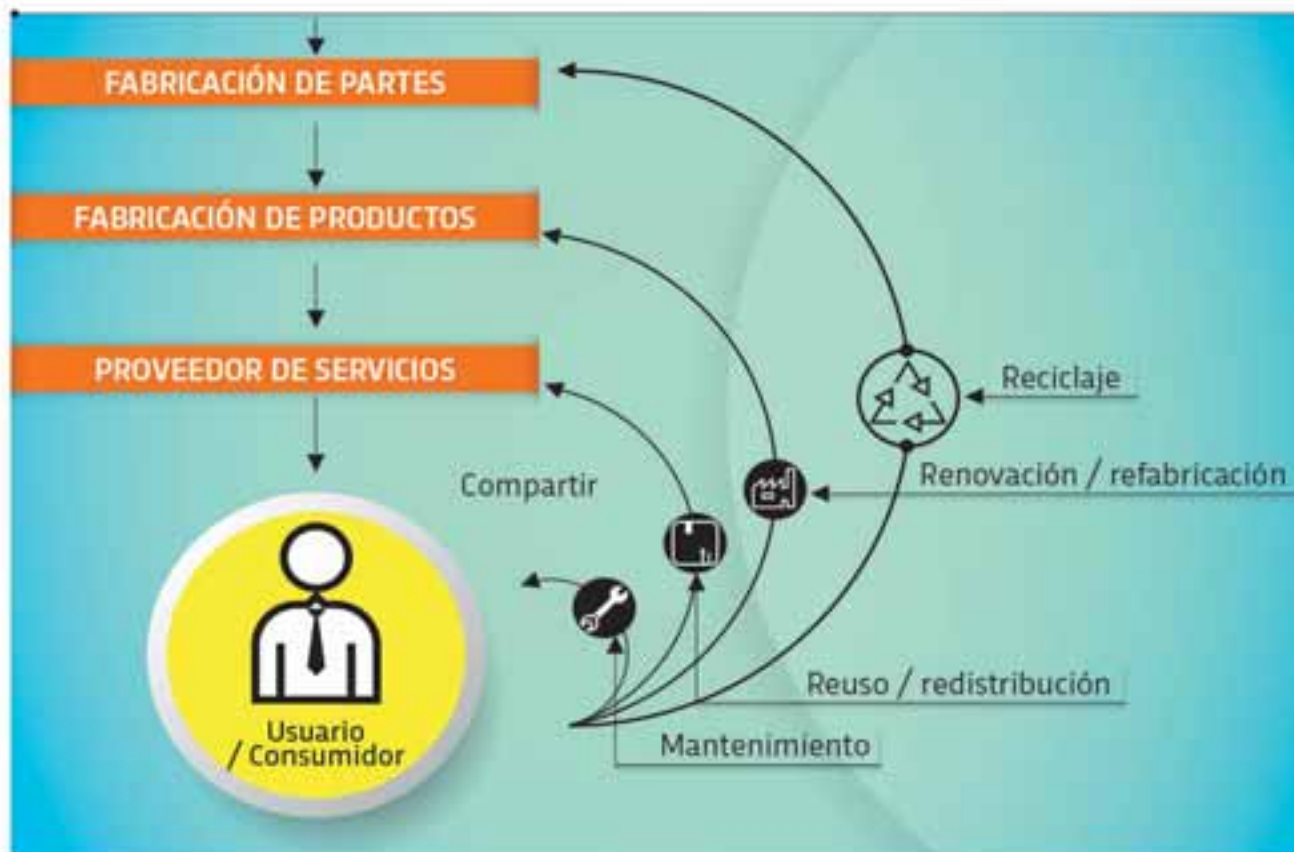 FABRICACIÓN DE PARTES
FABRICACIÓN DE PRODUCTOS
PROVEEDOR DE SERVICIOS
Reciclaje
Renovación / refabricación
Compartir
Reuso / redistribución
Mantenimiento
Usuario
/ Consumidor